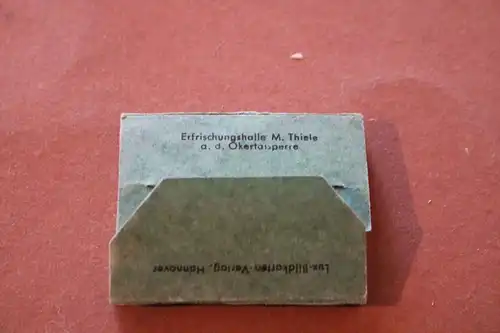 Erfrischungshalle M. Thiele
a. d. Okertalsperre
Lux-Bildkarten-Verlag, Hannover